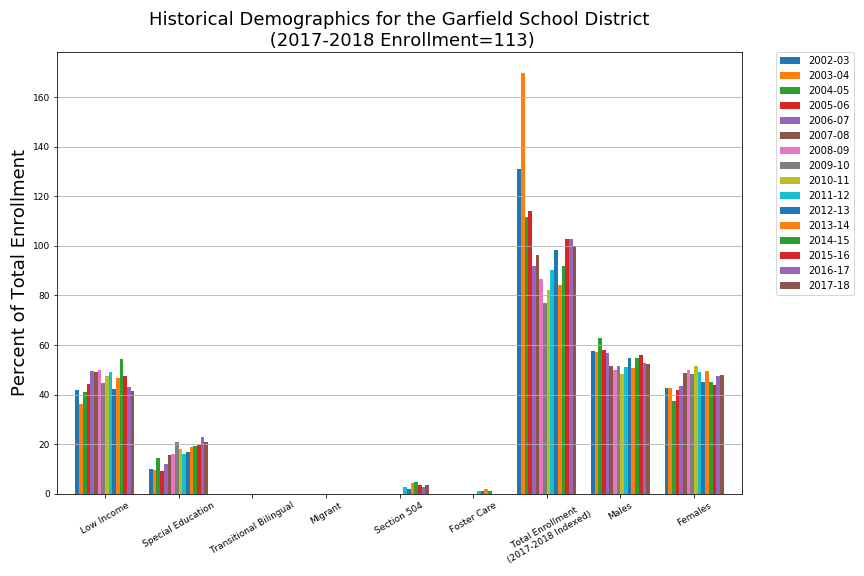 Historical Demographics for the Garfield School District
(2017-2018 Enrollment=113)
Percent of Total Enrollment
160
140
120
100
80
60
40
20
0
Low Income
Special Education
Transitional Bilingual
Migrant
Section 504
Foster Care
Total Enrollment
(2017-2018 Indexed)
Males
Females
2002-03
2003-04
2004-05
2005-06
2006-07
2007-08
2008-09
2009-10
2010-11
2011-12
2012-13
2013-14
2014-15
2015-16
2016-17
2017-18